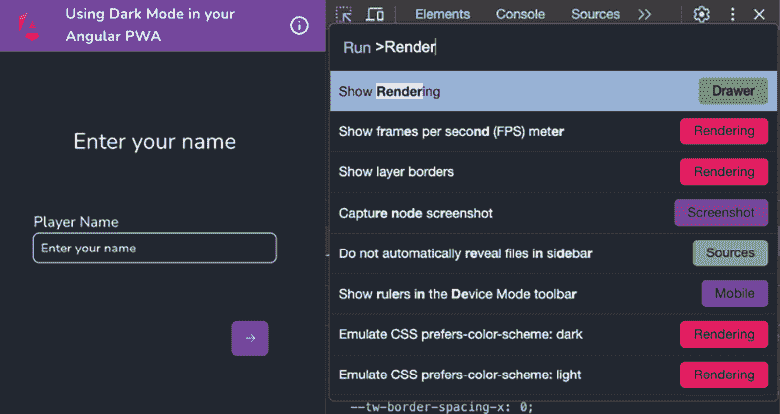 Using Dark Mode in your
Angular PWA
Enter your name
Player Name
Enter your name
Elements Console Sources
Run >Render
Show Rendering Drawer
Show frames per second (FPS) meter Rendering
Show layer borders Rendering
Capture node screenshot Screenshot
Do not automatically reveal files in sidebar Sources
Show rulers in the Device Mode toolbar Mobile
Emulate CSS prefers-color-scheme: dark Rendering
Emulate CSS prefers-color-scheme: light Rendering
--tw-border-spacing-x: 0;